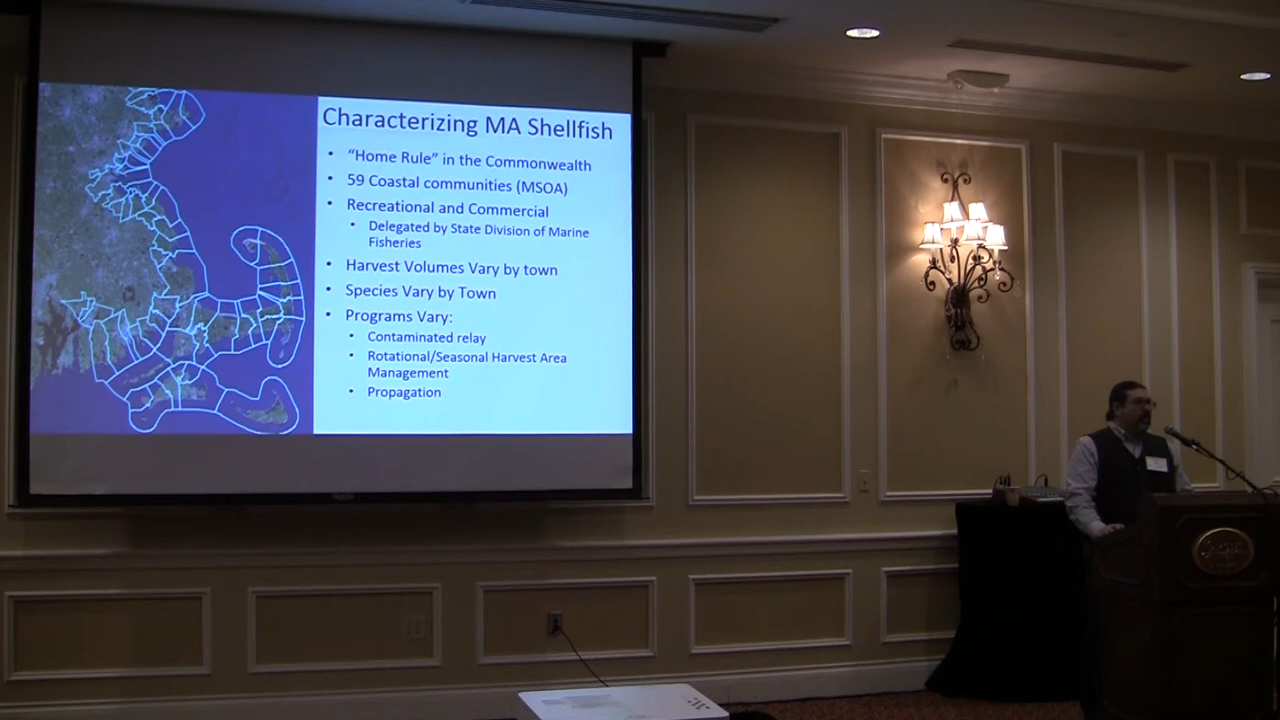 Characterizing MA Shellfish
• "Home Rule" in the Commonwealth
• 59 Coastal communities (MSOA)
• Recreational and Commercial
• Delegated by State Division of Marine
Fisheries
• Harvest Volumes Vary by town
• Species Vary by Town
• Programs Vary:
• Contaminated relay
• Rotational/Seasonal Harvest Area
Management
• Propagation